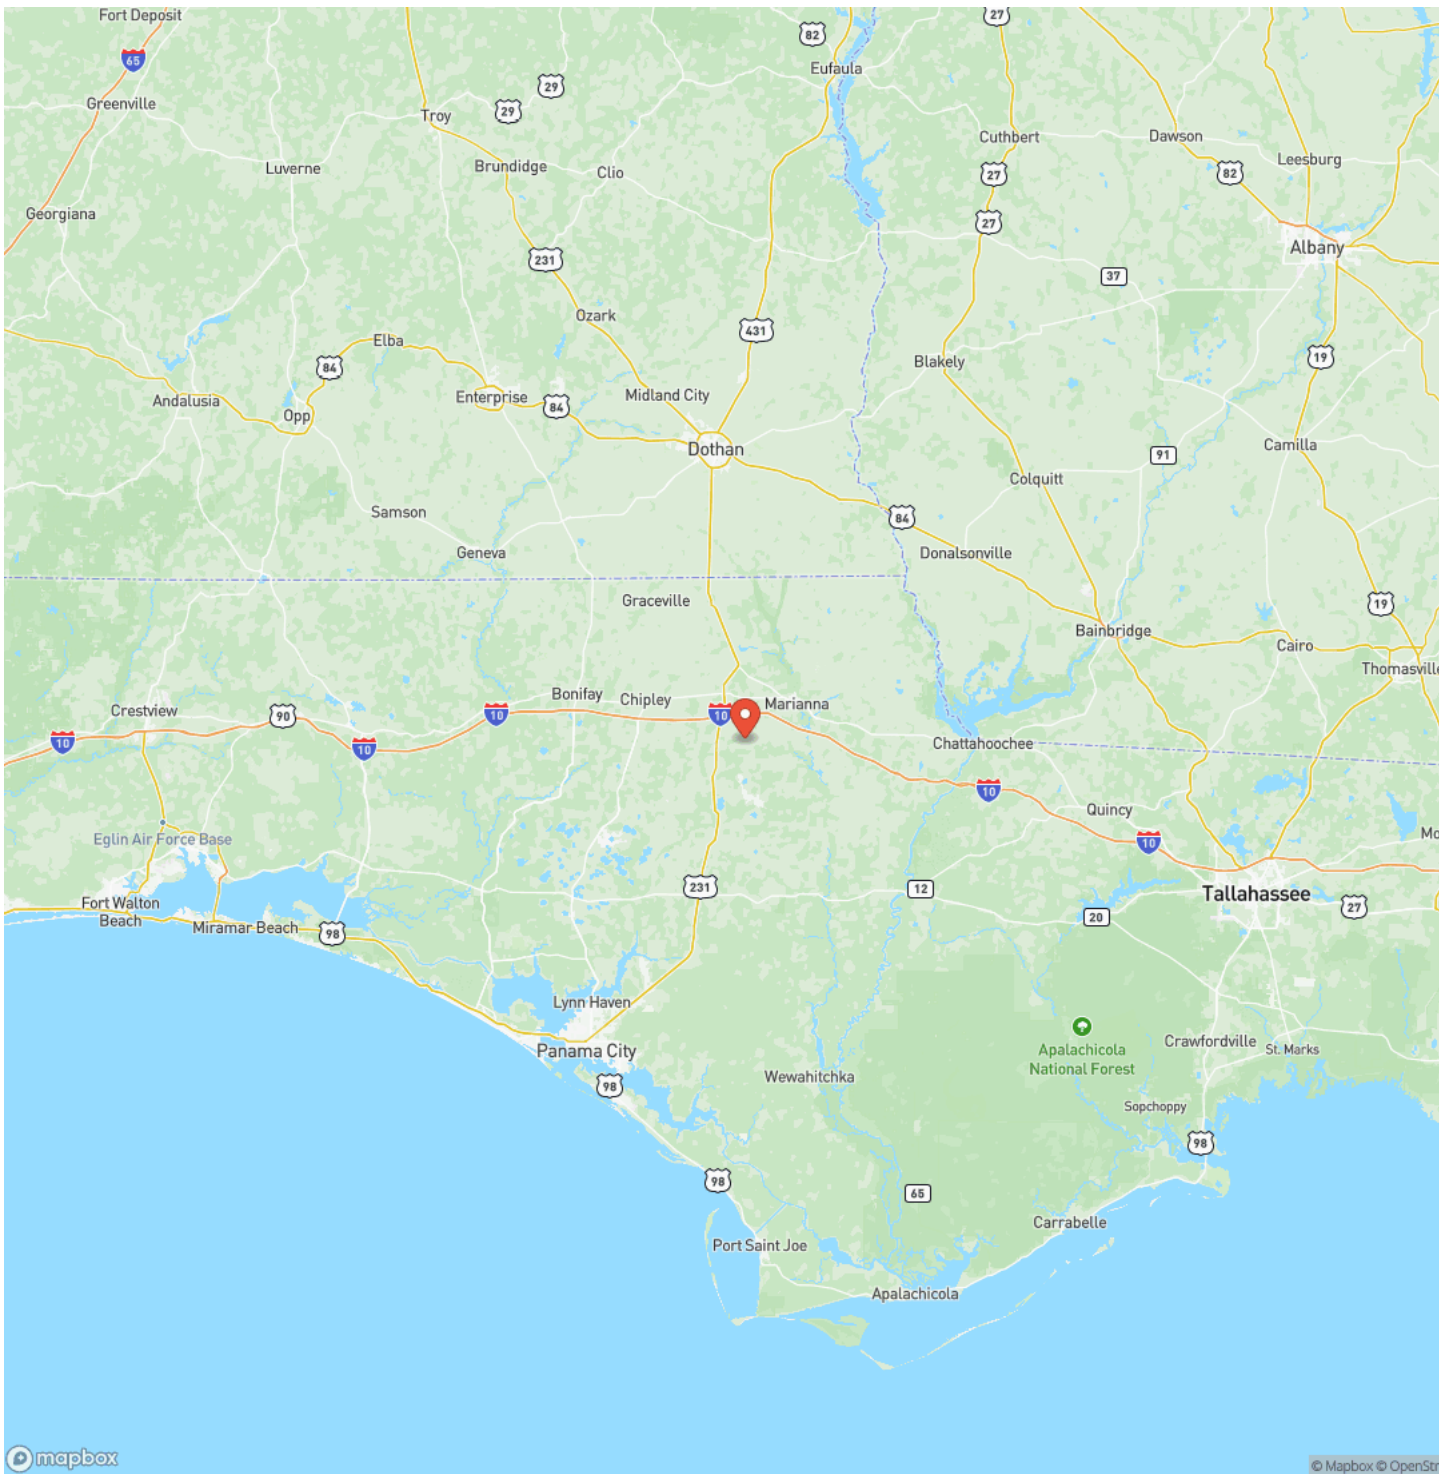 Fort Deposit
27
82
65
Eufaula
29
Greenville
29
Troy
Cuthbert
Dawson
Leesburg
Brundidge
Clio
Luverne
27
82
Georgiana
27
Albany
231
37
Ozark
431
Elba
84
19
Blakely
Enterprise
Midland City
Andalusia
84
Opp
Dothan
Camilla
91
Colquitt
Samson
84
Geneva
Donalsonville
Graceville
19
Bainbridge
Cairo
Thomasville
Bonifay
Chipley
Marianna
Crestview
90
10
10
10
10
Chattahoochee
10
Quincy
Mo
Eglin Air Force Base
10
231
12
Tallahassee
Fort Walton
Beach
27
20
Miramar Beach
98
Lynn Haven
Panama City
Apalachicola
National Forest
Crawfordville
St. Marks
Wewahitchka
98
Sopchoppy
98
98
65
Carrabelle
Port Saint Joe
Apalachicola
mapbox
© Mapbox © OpenStr